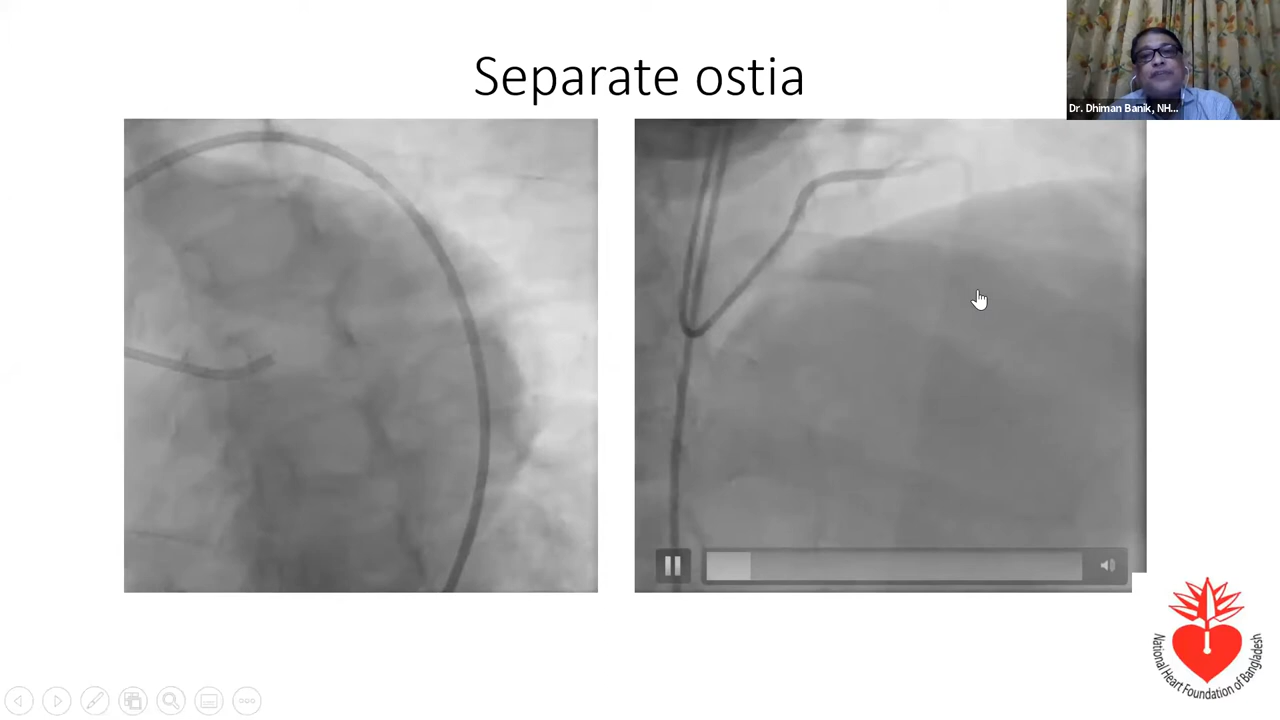 Separate ostia
Dr. Dhiman Banik, NH...
National Heart Foundation of Bangladesh